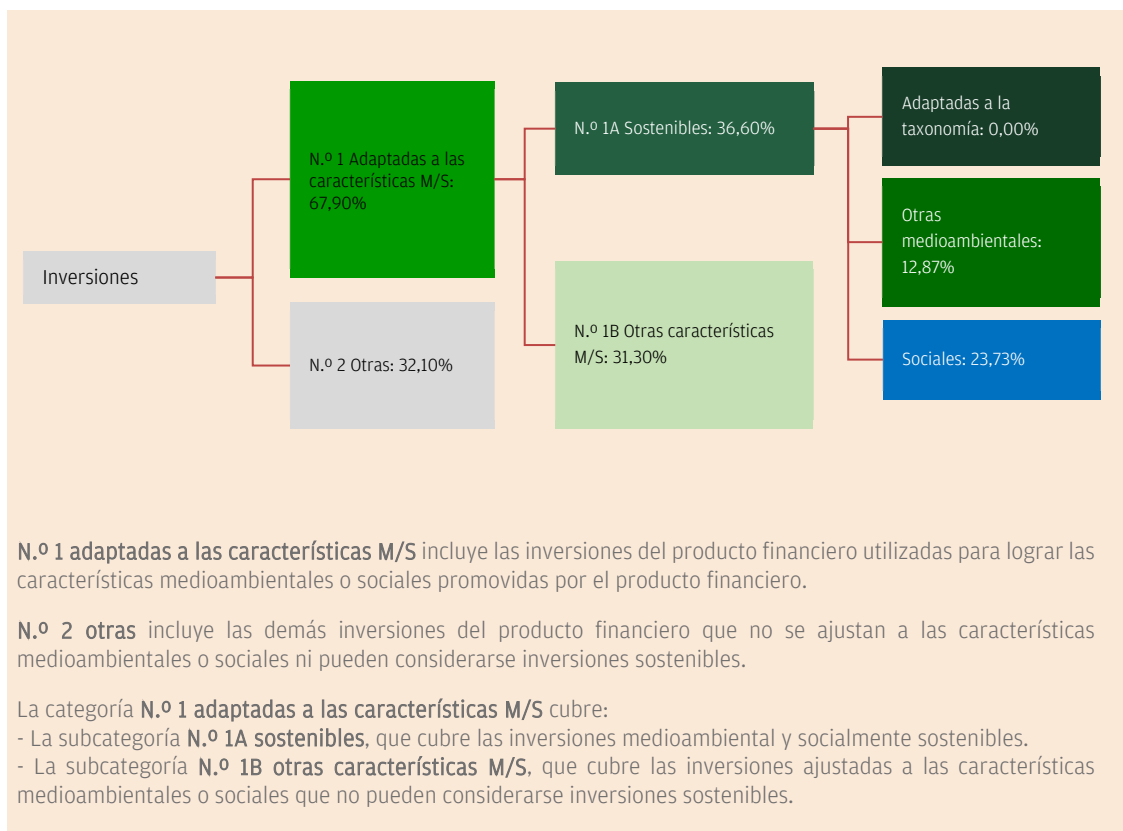 Inversiones
N.º 1 Adaptadas a las
características M/S:
67,90%
N.º 2 Otras: 32,10%
N.º 1A Sostenibles: 36,60%
N.º 1B Otras características
M/S: 31,30%
Adaptadas a la
taxonomía: 0,00%
Otras
medioambientales:
12,87%
Sociales: 23,73%
N.º 1 adaptadas a las características M/S incluye las inversiones del producto financiero utilizadas para lograr las
características medioambientales o sociales promovidas por el producto financiero.
N.º 2 otras incluye las demás inversiones del producto financiero que no se ajustan a las características
medioambientales o sociales ni pueden considerarse inversiones sostenibles.
La categoría N.º 1 adaptadas a las características M/S cubre:
- La subcategoría N.º 1A sostenibles, que cubre las inversiones medioambiental y socialmente sostenibles.
- La subcategoría N.º 1B otras características M/S, que cubre las inversiones ajustadas a las características
medioambientales o sociales que no pueden considerarse inversiones sostenibles.